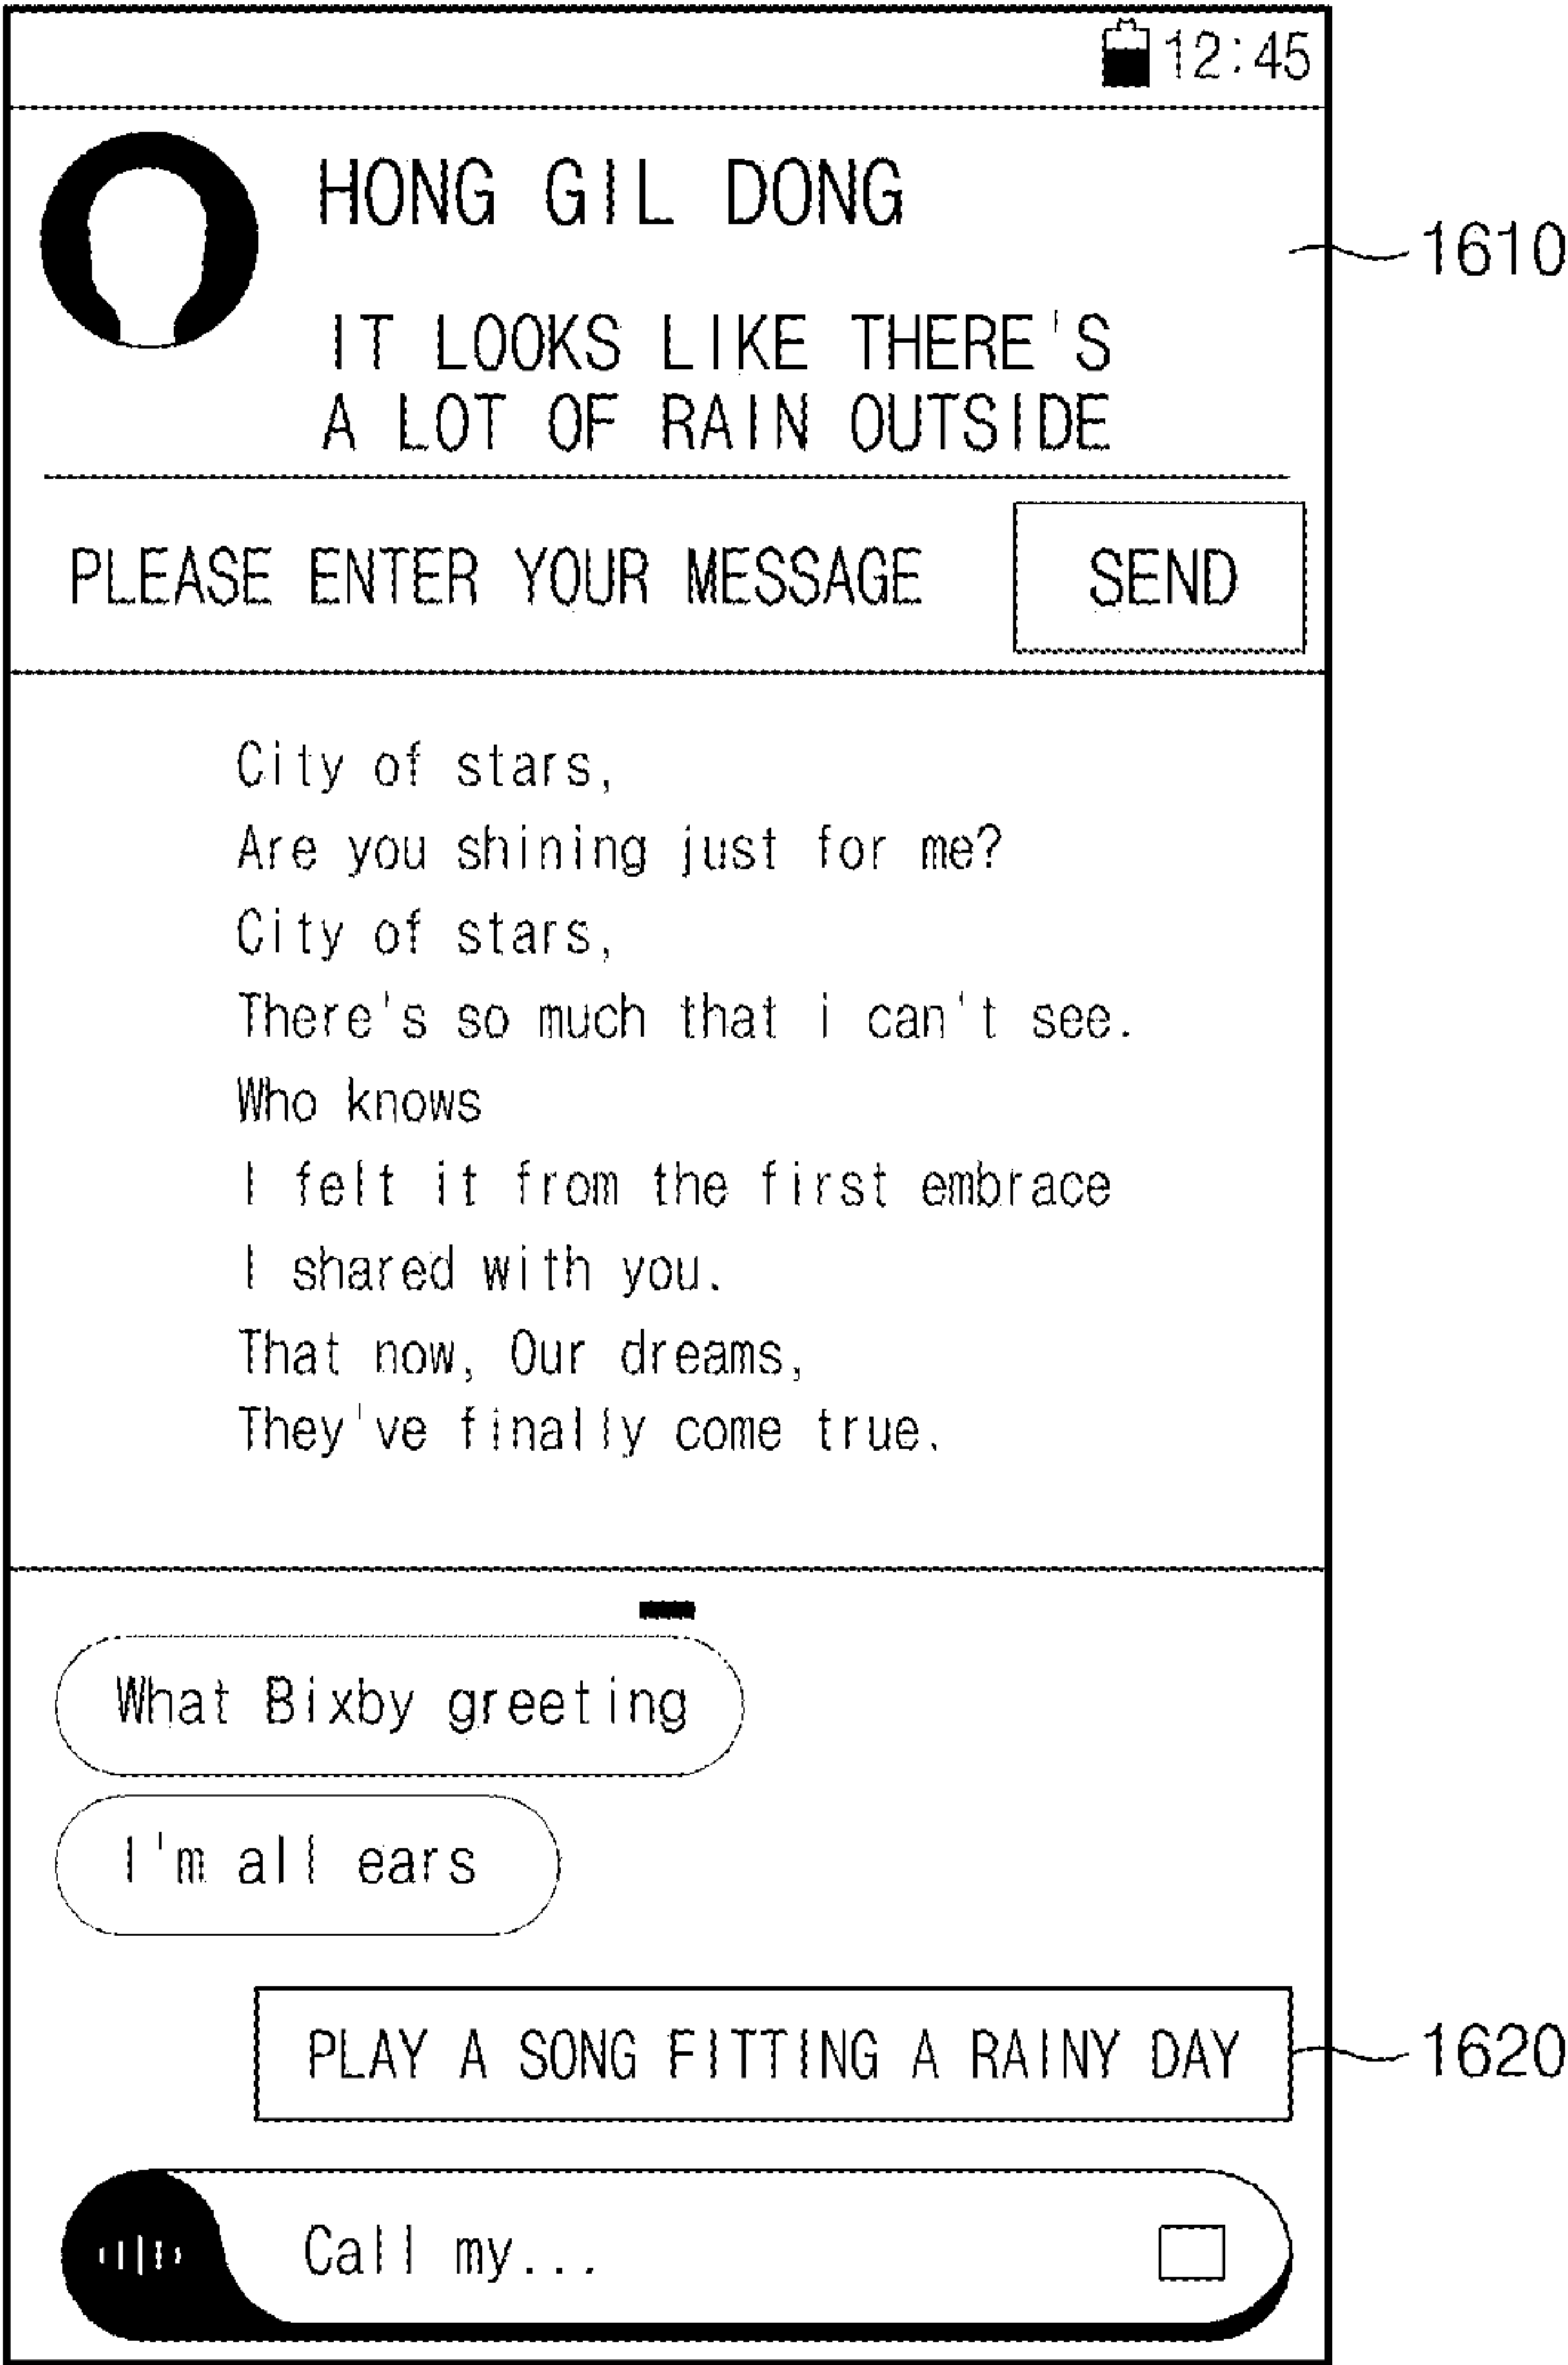 12:45
HONG GIL DONG
1610
IT LOOKS LIKE THERE'S
A LOT OF RAIN OUTSIDE
PLEASE ENTER YOUR MESSAGE
SEND
City of stars,
Are you shining just for me?
City of stars,
There's so much that i can't see.
Who knows
I felt it from the first embrace
I shared with you.
That now, Our dreams,
They've finally come true.
What Bixby greeting
I'm all ears
PLAY A SONG FITTING A RAINY DAY
1620
Call my...